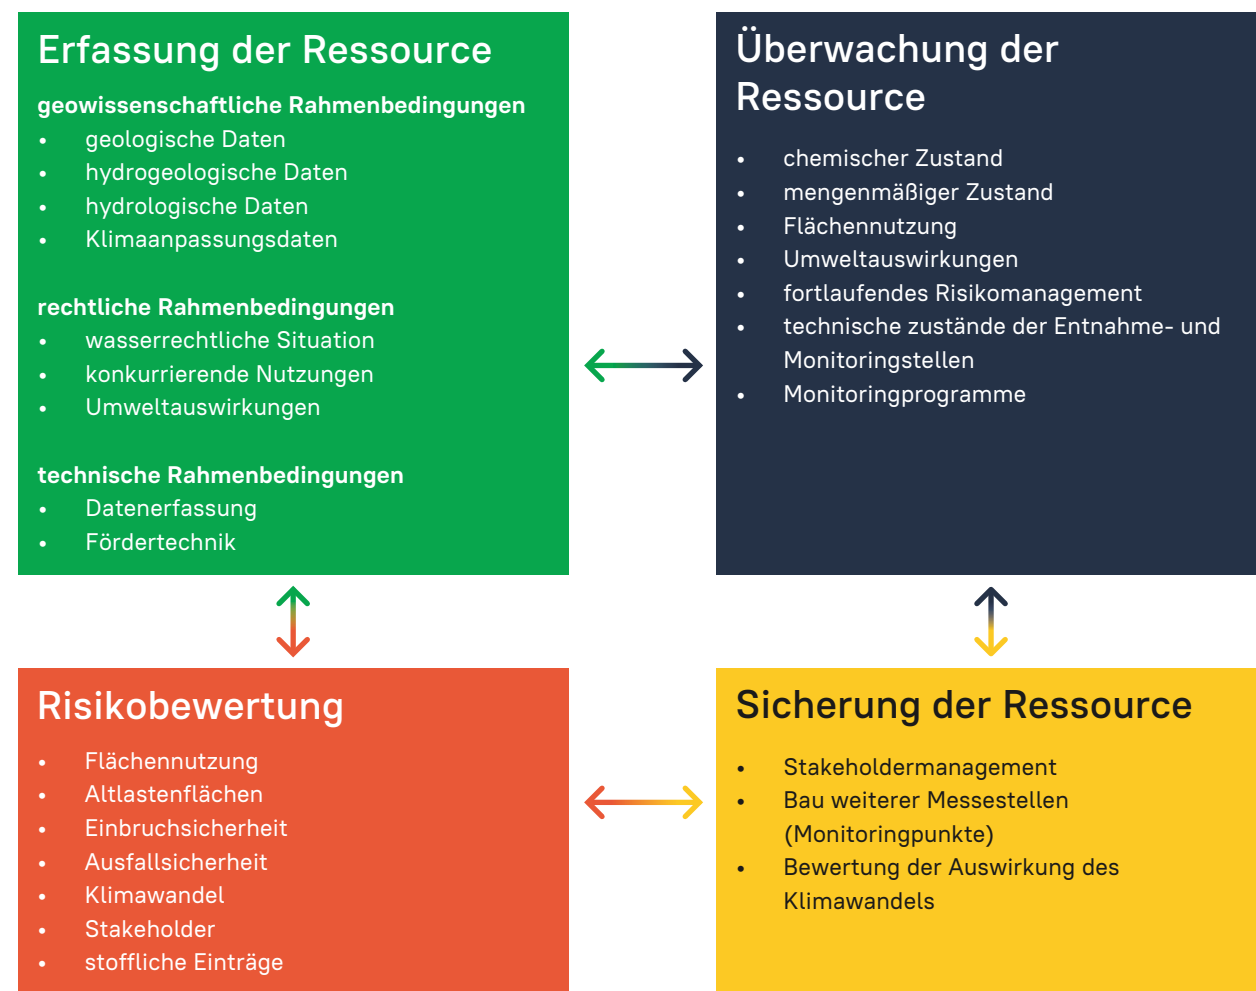 Erfassung der Ressource
geowissenschaftliche Rahmenbedingungen
• geologische Daten
• hydrogeologische Daten
• hydrologische Daten
• Klimaanpassungsdaten
rechtliche Rahmenbedingungen
• wasserrechtliche Situation
• konkurrierende Nutzungen
• Umweltauswirkungen
technische Rahmenbedingungen
• Datenerfassung
• Fördertechnik
Überwachung der
Ressource
• chemischer Zustand
• mengenmäßiger Zustand
• Flächennutzung
• Umweltauswirkungen
• fortlaufendes Risikomanagement
• technische zustände der Entnahme- und
Monitoringstellen
• Monitoringprogramme
Risikobewertung
• Flächennutzung
• Altlastenflächen
• Einbruchsicherheit
• Ausfallsicherheit
• Klimawandel
• Stakeholder
• stoffliche Einträge
Sicherung der Ressource
• Stakeholdermanagement
• Bau weiterer Messestellen
(Monitoringpunkte)
• Bewertung der Auswirkung des
Klimawandels